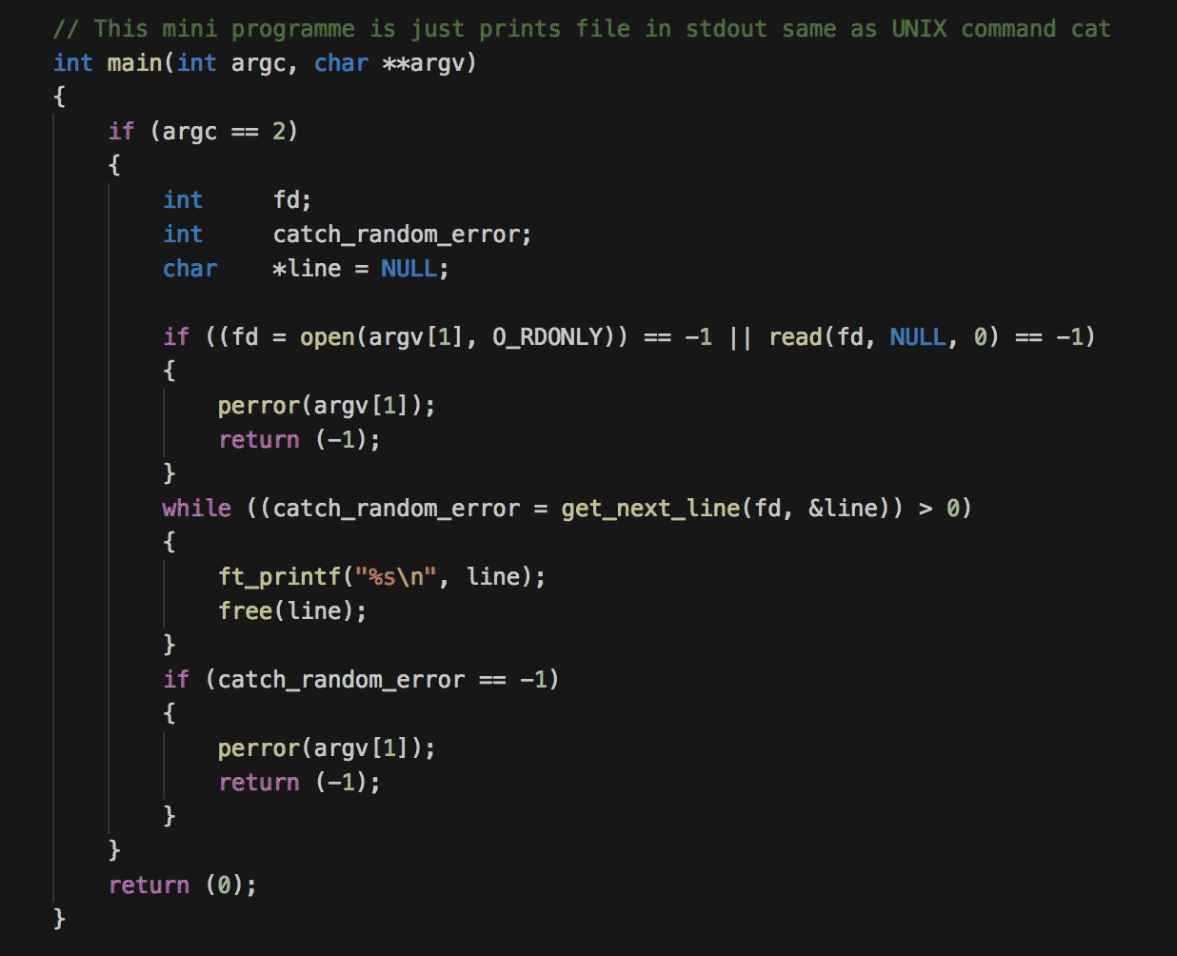 // This mini programme is just prints file in stdout same as UNIX command cat
int main(int argc, char **argv)
{
    if (argc == 2)
    {
        int     fd;
        int     catch_random_error;
        char    *line = NULL;

        if ((fd = open(argv[1], O_RDONLY)) == -1 || read(fd, NULL, 0) == -1)
        {
            perror(argv[1]);
            return (-1);
        }
        while ((catch_random_error = get_next_line(fd, &line)) > 0)
        {
            ft_printf("%s\n", line);
            free(line);
        }
        if (catch_random_error == -1)
        {
            perror(argv[1]);
            return (-1);
        }
    }
    return (0);
}